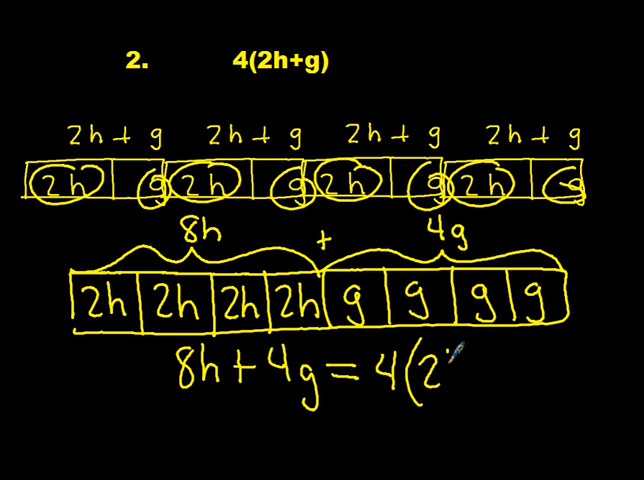 2. 4(2h+g)
2h + g 2h + g 2h + g 2h + g
2h g 2h g 2h g 2h g
8h + 4g
2h 2h 2h 2h g g g g
8h + 4g = 4(2